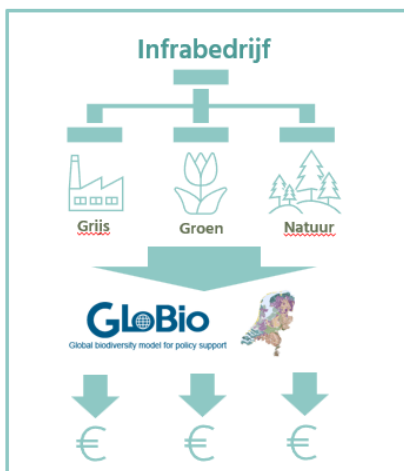 Infrabedrijf
Grijs
Groen
Natuur
GLOBIO
Global biodiversity model for policy support
€ € €